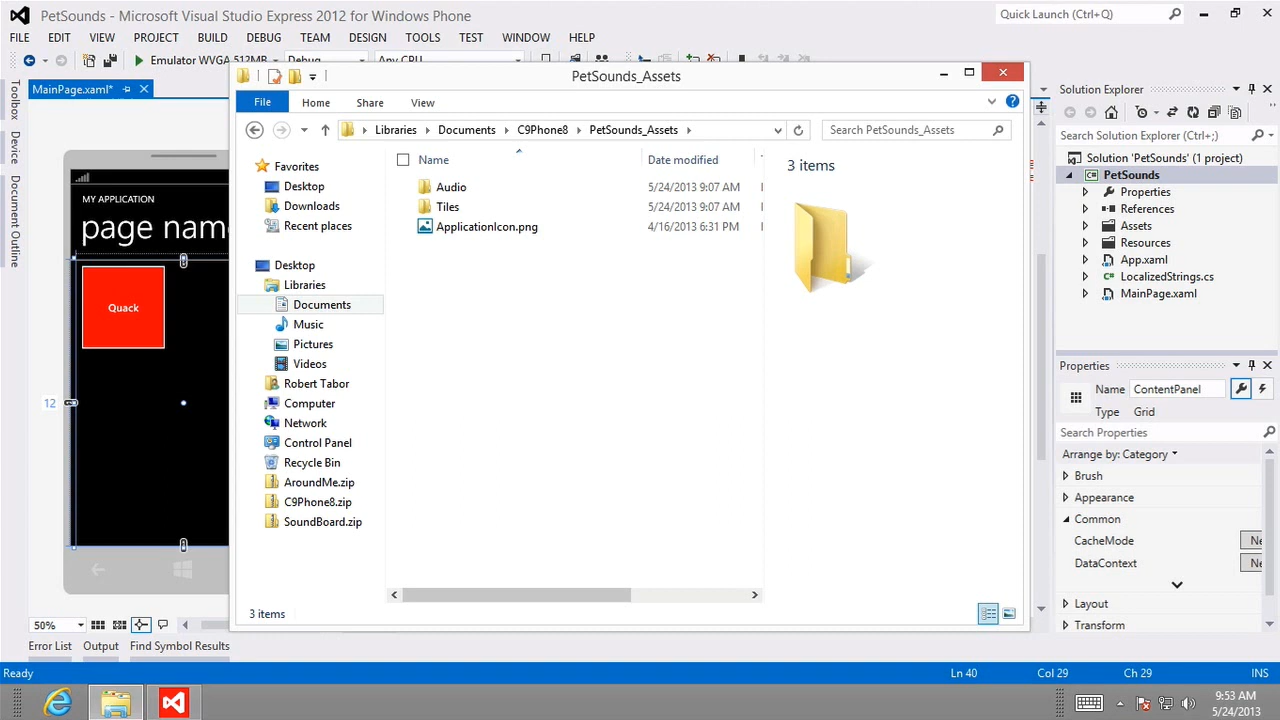 PetSounds - Microsoft Visual Studio Express 2012 for Windows Phone
Quick Launch (Ctrl+Q)
FILE EDIT VIEW PROJECT BUILD DEBUG TEAM DESIGN TOOLS TEST WINDOW HELP
Emulator WVGA 512MB Debug Any CPU
MainPage.xaml*
Toolbox
Device
Document Outline
MY APPLICATION
page name
Quack
12
50%
Error List Output Find Symbol Results
PetSounds_Assets
File Home Share View
Libraries Documents C9Phone8 PetSounds_Assets
Search PetSounds_Assets
Favorites
Desktop
Downloads
Recent places
Desktop
Libraries
Documents
Music
Pictures
Videos
Robert Tabor
Computer
Network
Control Panel
Recycle Bin
AroundMe.zip
C9Phone8.zip
SoundBoard.zip
Name Date modified
Audio 5/24/2013 9:07 AM
Tiles 5/24/2013 9:07 AM
ApplicationIcon.png 4/16/2013 6:31 PM
3 items
3 items
Solution Explorer
Search Solution Explorer (Ctrl+;)
Solution 'PetSounds' (1 project)
PetSounds
Properties
References
Assets
Resources
App.xaml
LocalizedStrings.cs
MainPage.xaml
Properties
Name ContentPanel
Type Grid
Search Properties
Arrange by: Category
Brush
Appearance
Common
CacheMode Ne
DataContext Ne
Layout
Transform
Ready Ln 40 Col 29 Ch 29 INS
9:53 AM
5/24/2013